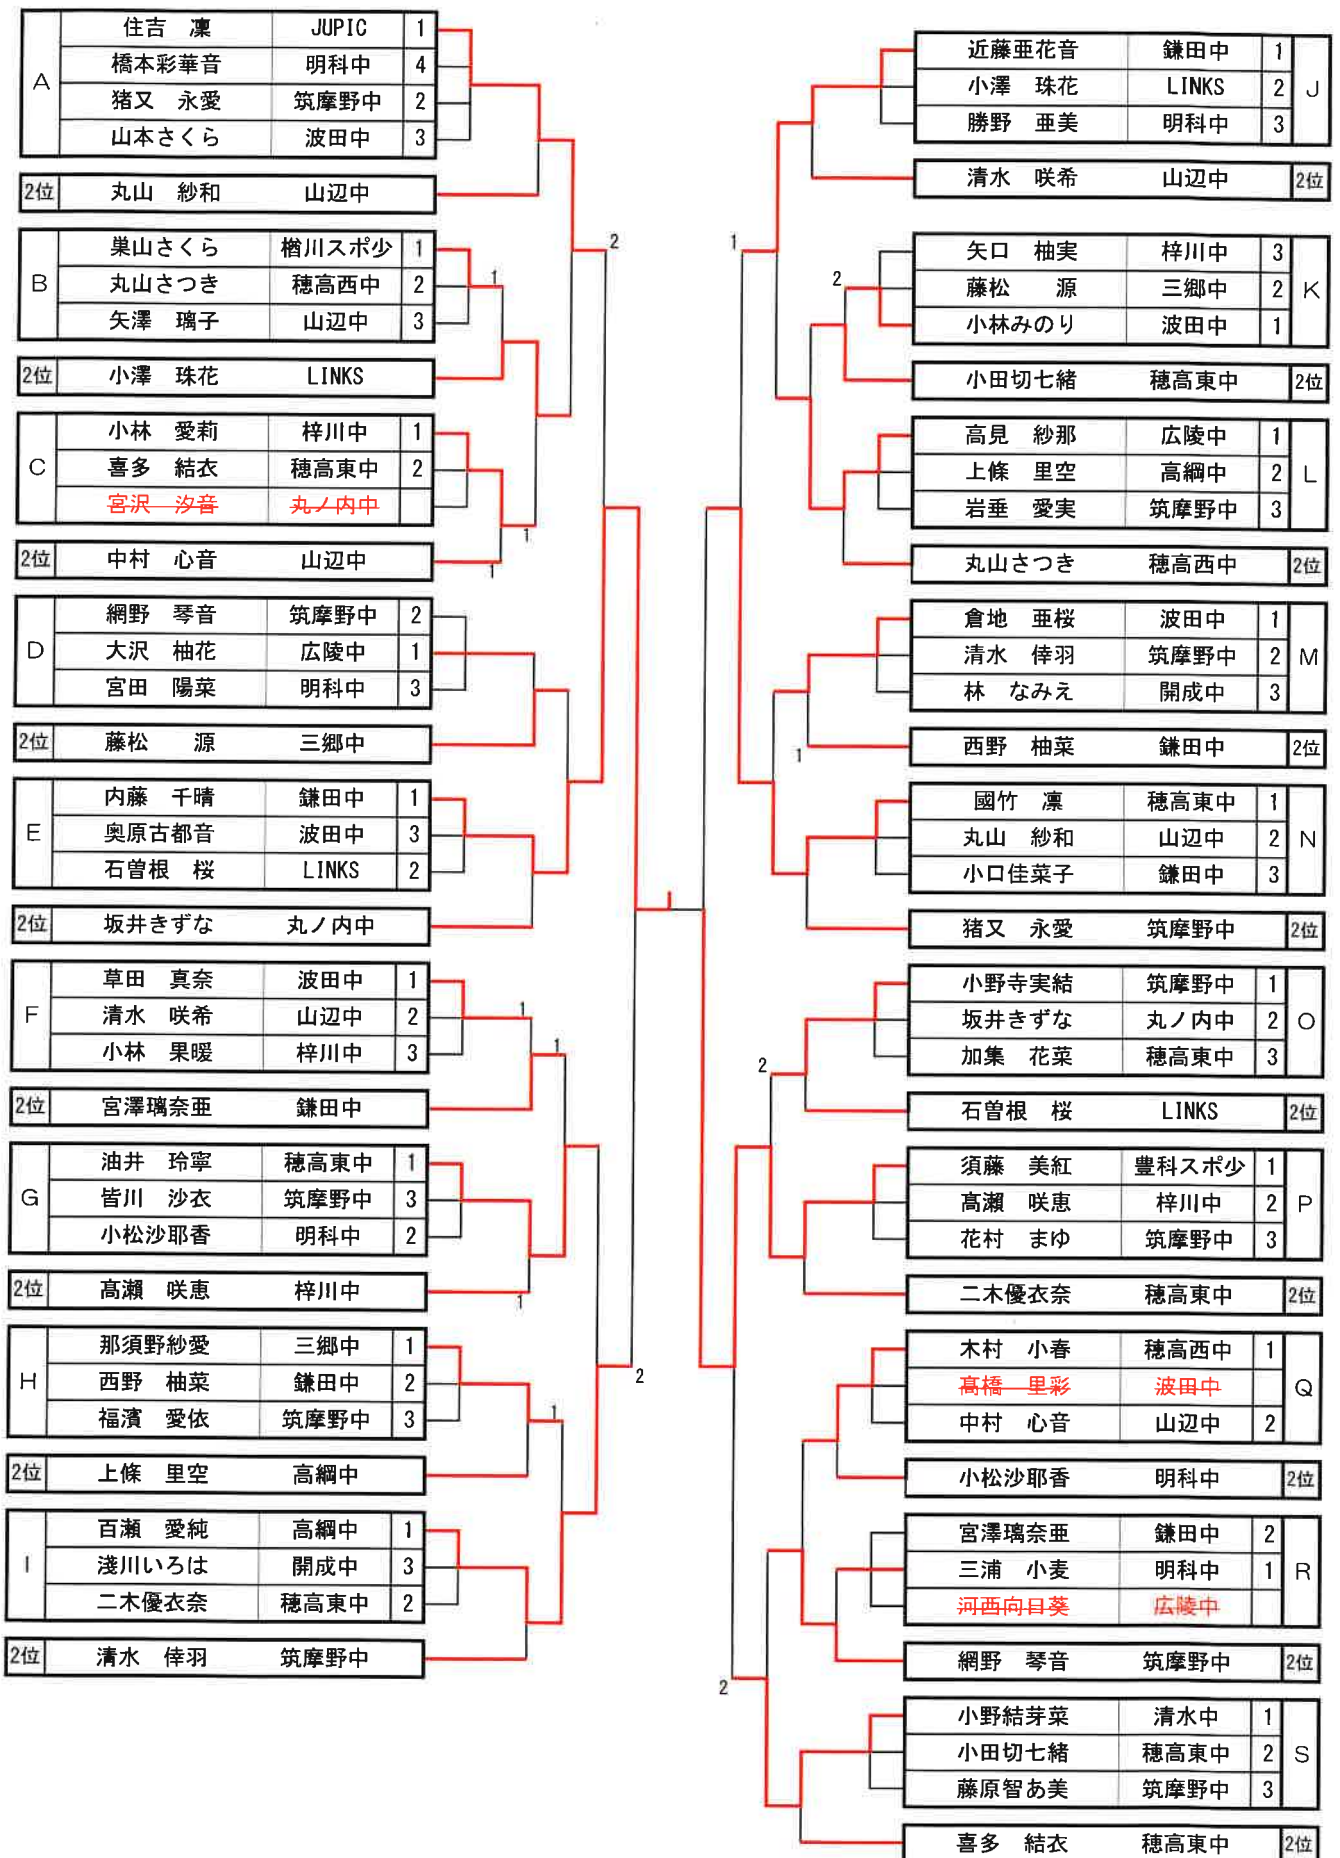 A
住吉　凜 JUPIC 1
橋本彩華音 明科中 4
猪又　永愛 筑摩野中 2
山本さくら 波田中 3
2位 丸山　紗和 山辺中
B
巣山さくら 楢川スポ少 1
丸山さつき 穂高西中 2
矢澤　璃子 山辺中 3
2位 小澤　珠花 LINKS
C
小林　愛莉 梓川中 1
喜多　結衣 穂高東中 2
宮沢　汐音 丸ノ内中
2位 中村　心音 山辺中
D
網野　琴音 筑摩野中 2
大沢　柚花 広陵中 1
宮田　陽菜 明科中 3
2位 藤松　源 三郷中
E
内藤　千晴 鎌田中 1
奥原古都音 波田中 3
石曽根　桜 LINKS 2
2位 坂井きずな 丸ノ内中
F
草田　真奈 波田中 1
清水　咲希 山辺中 2
小林　果暖 梓川中 3
2位 宮澤璃奈亜 鎌田中
G
油井　玲寧 穂高東中 1
皆川　沙衣 筑摩野中 3
小松沙耶香 明科中 2
2位 髙瀨　咲恵 梓川中
H
那須野紗愛 三郷中 1
西野　柚菜 鎌田中 2
福濱　愛依 筑摩野中 3
2位 上條　里空 高綱中
I
百瀬　愛純 高綱中 1
淺川いろは 開成中 3
二木優衣奈 穂高東中 2
2位 清水　倖羽 筑摩野中
1
1
1
2
1
1
1
1
2
J
近藤亜花音 鎌田中 1
小澤　珠花 LINKS 2
勝野　亜美 明科中 3
清水　咲希 山辺中 2位
K
矢口　柚実 梓川中 3
藤松　源 三郷中 2
小林みのり 波田中 1
小田切七緒 穂高東中 2位
L
高見　紗那 広陵中 1
上條　里空 高綱中 2
岩垂　愛実 筑摩野中 3
丸山さつき 穂高西中 2位
M
倉地　亜桜 波田中 1
清水　倖羽 筑摩野中 2
林　なみえ 開成中 3
西野　柚菜 鎌田中 2位
N
國竹　凛 穂高東中 1
丸山　紗和 山辺中 2
小口佳菜子 鎌田中 3
猪又　永愛 筑摩野中 2位
O
小野寺実結 筑摩野中 1
坂井きずな 丸ノ内中 2
加集　花菜 穂高東中 3
石曽根　桜 LINKS 2位
P
須藤　美紅 豊科スポ少 1
髙瀨　咲恵 梓川中 2
花村　まゆ 筑摩野中 3
二木優衣奈 穂高東中 2位
Q
木村　小春 穂高西中 1
髙橋　里彩 波田中
中村　心音 山辺中 2
小松沙耶香 明科中 2位
R
宮澤璃奈亜 鎌田中 2
三浦　小麦 明科中 1
河西向日葵 広陵中
網野　琴音 筑摩野中 2位
S
小野結芽菜 清水中 1
小田切七緒 穂高東中 2
藤原智あ美 筑摩野中 3
喜多　結衣 穂高東中 2位
1
2
1
2
2